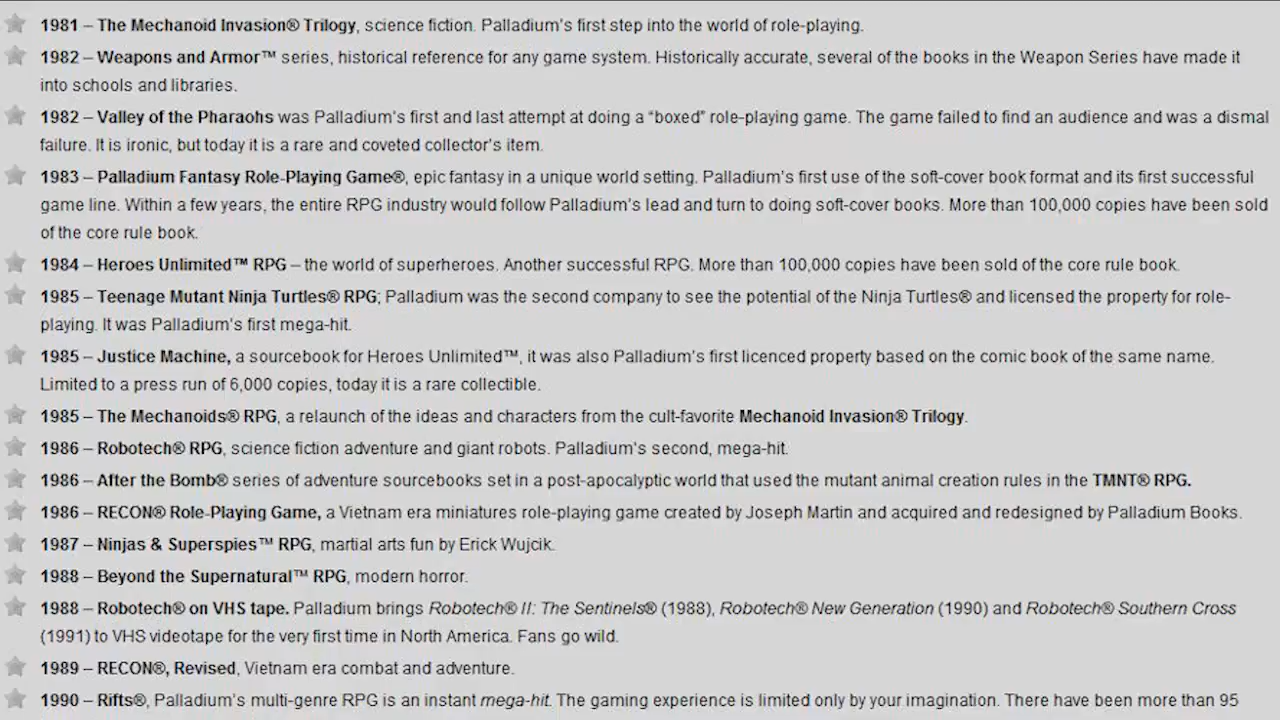 1981 – The Mechanoid Invasion® Trilogy, science fiction. Palladium's first step into the world of role-playing.
1982 – Weapons and Armor™ series, historical reference for any game system. Historically accurate, several of the books in the Weapon Series have made it
into schools and libraries.
1982 – Valley of the Pharaohs was Palladium's first and last attempt at doing a “boxed” role-playing game. The game failed to find an audience and was a dismal
failure. It is ironic, but today it is a rare and coveted collector's item.
1983 – Palladium Fantasy Role-Playing Game®, epic fantasy in a unique world setting. Palladium's first use of the soft-cover book format and its first successful
game line. Within a few years, the entire RPG industry would follow Palladium's lead and turn to doing soft-cover books. More than 100,000 copies have been sold
of the core rule book.
1984 – Heroes Unlimited™ RPG – the world of superheroes. Another successful RPG. More than 100,000 copies have been sold of the core rule book.
1985 – Teenage Mutant Ninja Turtles® RPG; Palladium was the second company to see the potential of the Ninja Turtles® and licensed the property for role-
playing. It was Palladium's first mega-hit.
1985 – Justice Machine, a sourcebook for Heroes Unlimited™, it was also Palladium's first licenced property based on the comic book of the same name.
Limited to a press run of 6,000 copies, today it is a rare collectible.
1985 – The Mechanoids® RPG, a relaunch of the ideas and characters from the cult-favorite Mechanoid Invasion® Trilogy.
1986 – Robotech® RPG, science fiction adventure and giant robots. Palladium's second, mega-hit.
1986 – After the Bomb® series of adventure sourcebooks set in a post-apocalyptic world that used the mutant animal creation rules in the TMNT® RPG.
1986 – RECON® Role-Playing Game, a Vietnam era miniatures role-playing game created by Joseph Martin and acquired and redesigned by Palladium Books.
1987 – Ninjas & Superspies™ RPG, martial arts fun by Erick Wujcik.
1988 – Beyond the Supernatural™ RPG, modern horror.
1988 – Robotech® on VHS tape. Palladium brings Robotech® II: The Sentinels® (1988), Robotech® New Generation (1990) and Robotech® Southern Cross
(1991) to VHS videotape for the very first time in North America. Fans go wild.
1989 – RECON®, Revised, Vietnam era combat and adventure.
1990 – Rifts®, Palladium's multi-genre RPG is an instant mega-hit. The gaming experience is limited only by your imagination. There have been more than 95